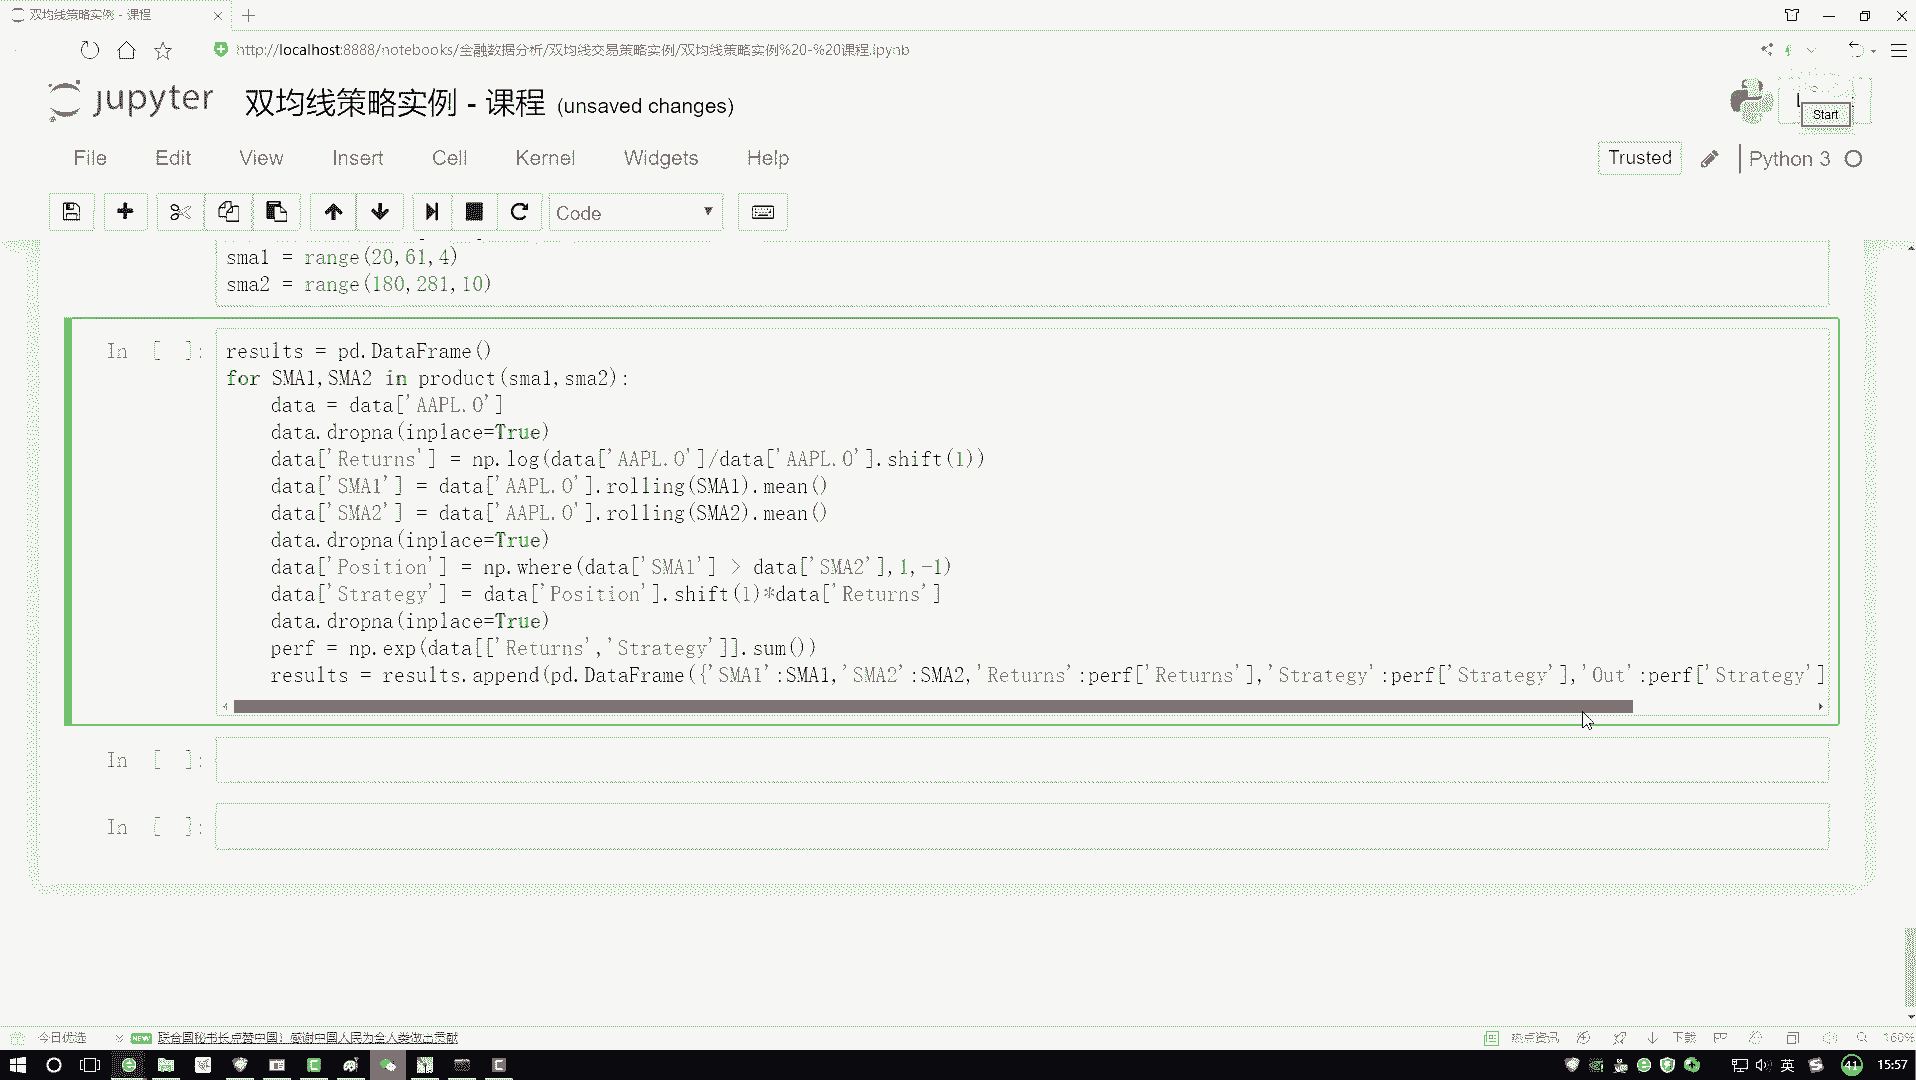 双均线策略实例 - 课程
http://localhost:8888/notebooks/金融数据分析/双均线交易策略实例/双均线策略实例%20-%20课程.ipynb
jupyter 双均线策略实例 - 课程 (unsaved changes)
Start
File Edit View Insert Cell Kernel Widgets Help
Trusted Python 3
Code
sma1 = range(20,61,4)
sma2 = range(180,281,10)
In [ ]:
results = pd.DataFrame()
for SMA1,SMA2 in product(sma1,sma2):
    data = data['AAPL.O']
    data.dropna(inplace=True)
    data['Returns'] = np.log(data['AAPL.O']/data['AAPL.O'].shift(1))
    data['SMA1'] = data['AAPL.O'].rolling(SMA1).mean()
    data['SMA2'] = data['AAPL.O'].rolling(SMA2).mean()
    data.dropna(inplace=True)
    data['Position'] = np.where(data['SMA1'] > data['SMA2'],1,-1)
    data['Strategy'] = data['Position'].shift(1)*data['Returns']
    data.dropna(inplace=True)
    perf = np.exp(data[['Returns','Strategy']].sum())
    results = results.append(pd.DataFrame({'SMA1':SMA1,'SMA2':SMA2,'Returns':perf['Returns'],'Strategy':perf['Strategy'],'Out':perf['Strategy']
In [ ]:
In [ ]:
今日优选 NEW 联合国秘书长点赞中国：感谢中国人民为全人类做出贡献
热点资讯 下载 160%
英 41 15:57